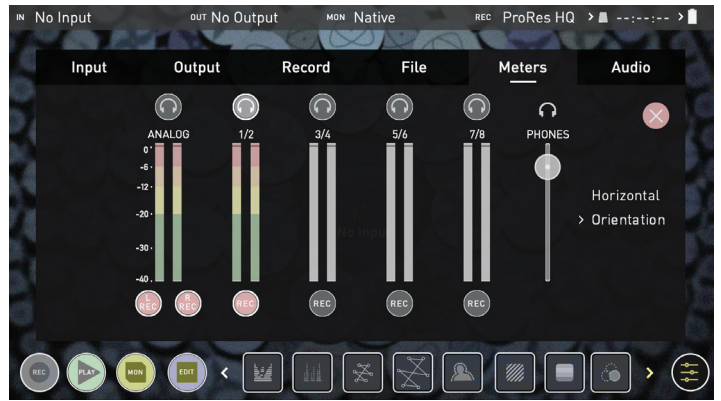 IN No Input OUT No Output MON Native REC ProRes HQ > --:--:-- >
Input Output Record File Meters Audio
ANALOG 1/2 3/4 5/6 7/8 PHONES
0
-6
-12
-20
-30
-40
Horizontal
> Orientation
No Input
L REC R REC REC REC REC REC
REC PLAY MON EDIT < >